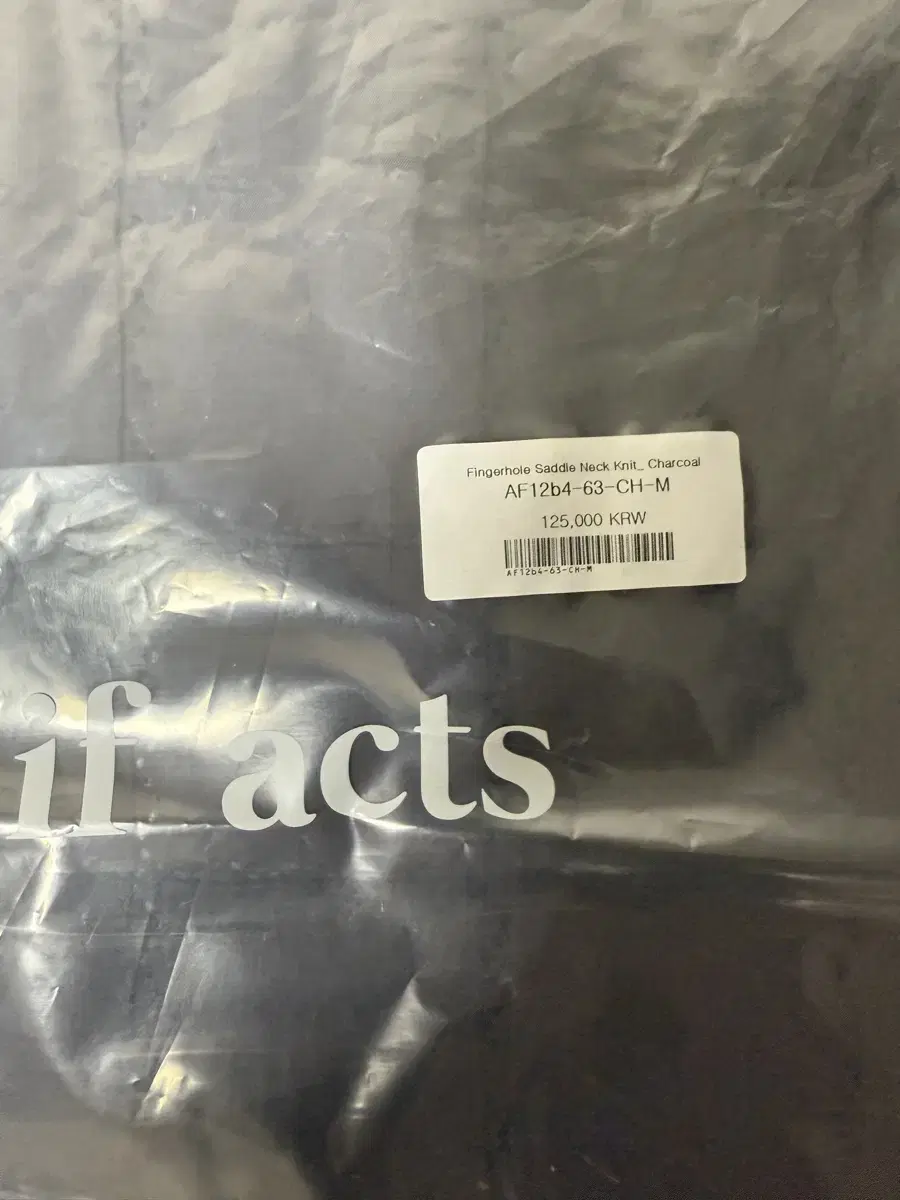 Fingerhole Saddle Neck Knit_ Charcoal
AF12b4-63-CH-M
125,000 KRW
AF12b4-63-CH-M
if acts